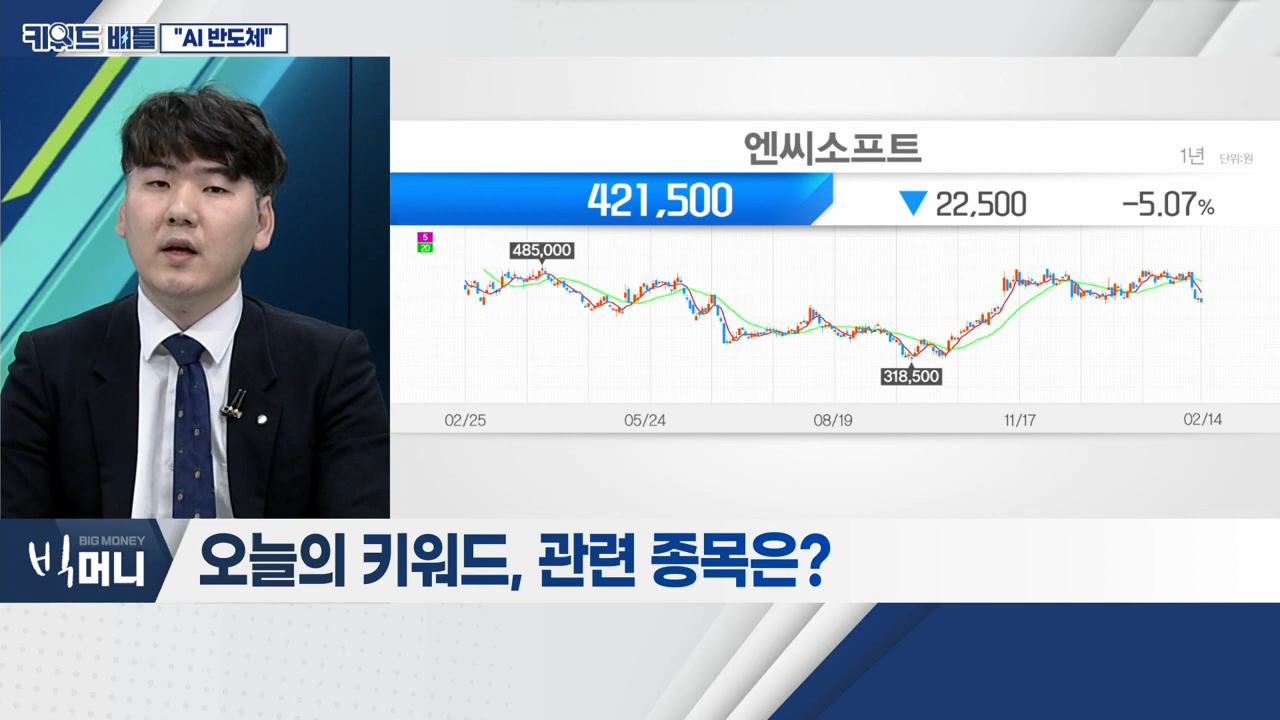 키워드 배틀 "AI 반도체"
엔씨소프트
1년 단위:원
421,500 ▼ 22,500 -5.07%
5
20
485,000
318,500
02/25 05/24 08/19 11/17 02/14
BIG MONEY
빅머니
오늘의 키워드, 관련 종목은?